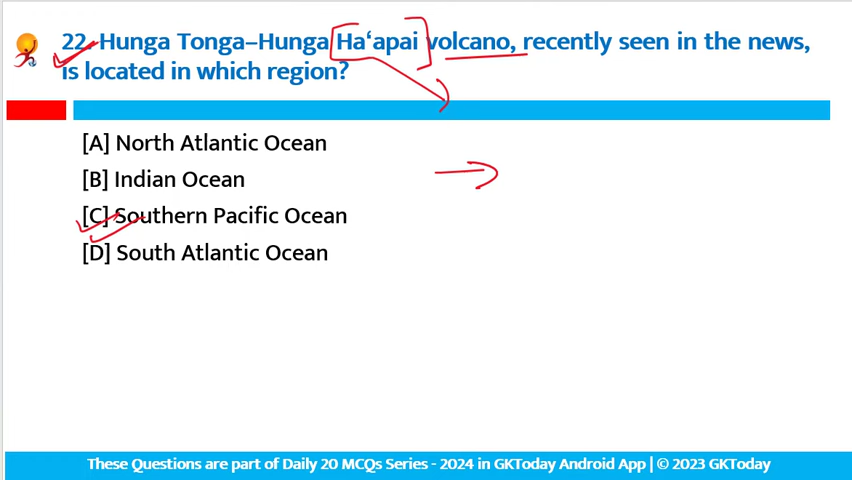 22. Hunga Tonga–Hunga Haʻapai volcano, recently seen in the news,
is located in which region?
[A] North Atlantic Ocean
[B] Indian Ocean
[C] Southern Pacific Ocean
[D] South Atlantic Ocean
These Questions are part of Daily 20 MCQs Series - 2024 in GKToday Android App | © 2023 GKToday